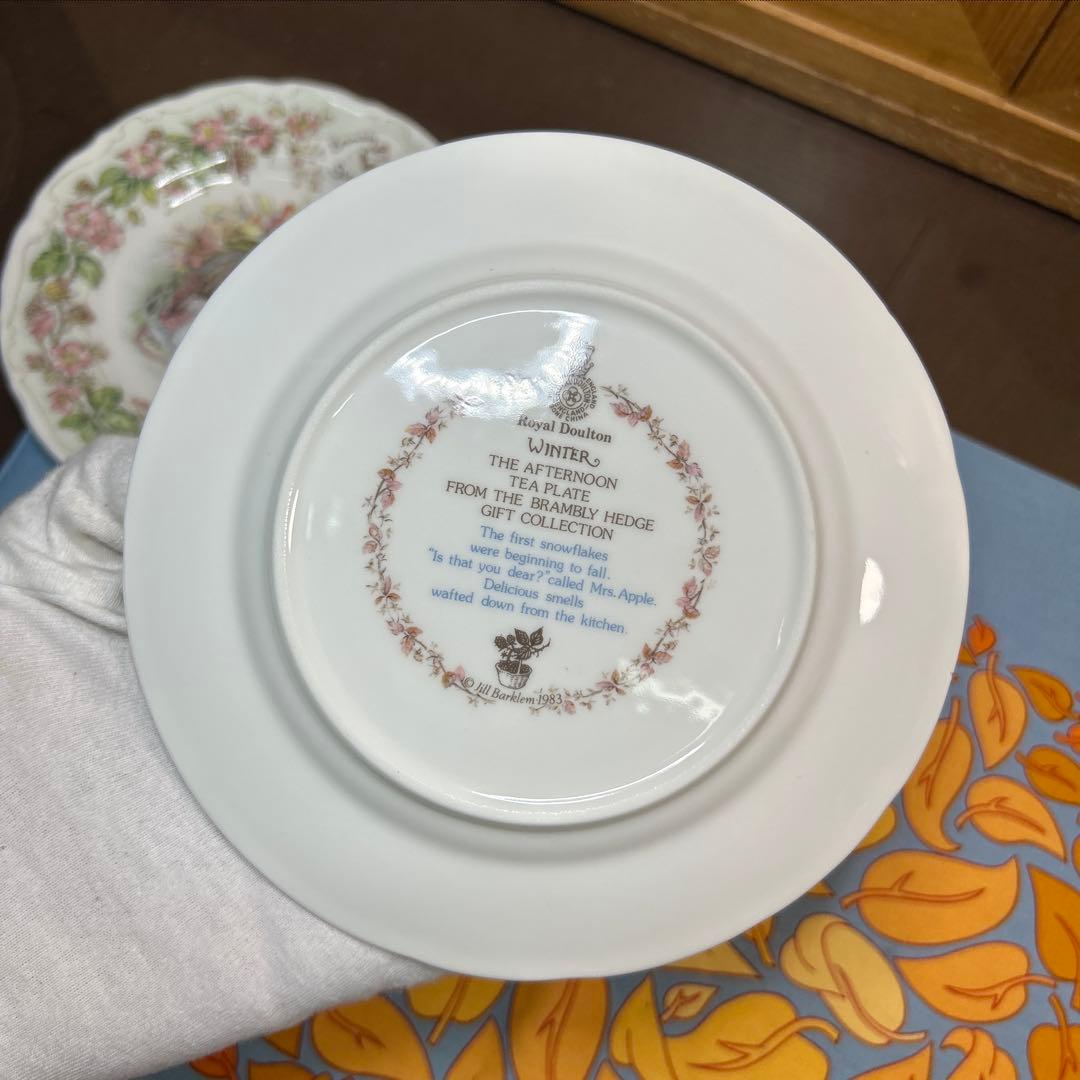 ENGLAND
Royal Doulton
WINTER
THE AFTERNOON
TEA PLATE
FROM THE BRAMBLY HEDGE
GIFT COLLECTION
The first snowflakes
were beginning to fall.
"Is that you dear?" called Mrs. Apple.
Delicious smells
wafted down from the kitchen.
© Jill Barklem 1983